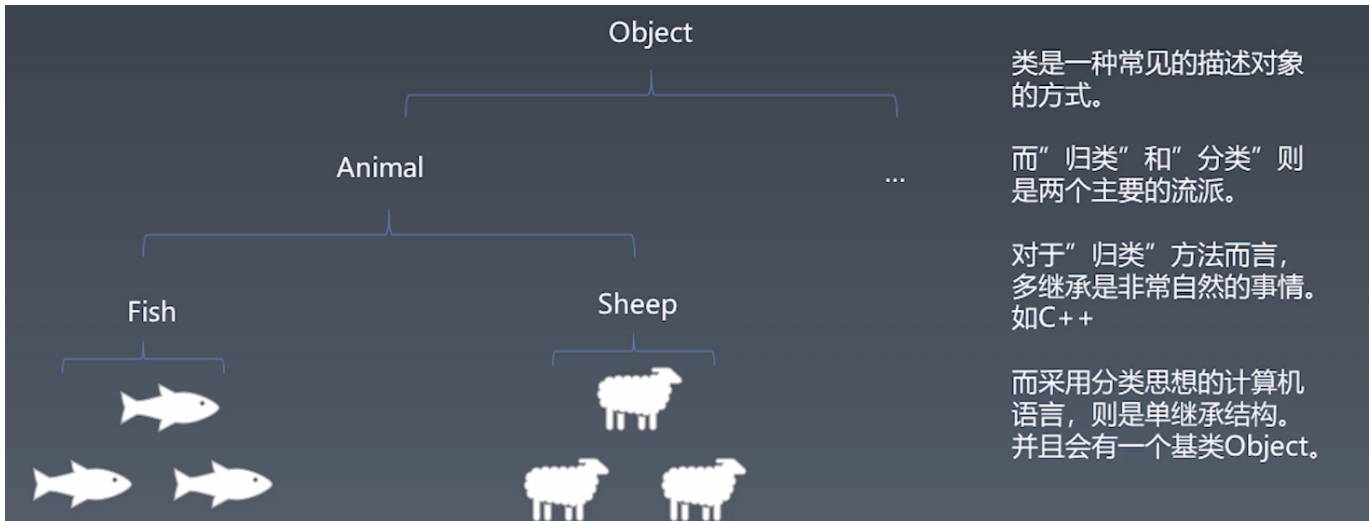 Object
Animal
...
Fish
Sheep
类是一种常见的描述对象
的方式。
而”归类”和”分类”则
是两个主要的流派。
对于”归类”方法而言，
多继承是非常自然的事情。
如C++
而采用分类思想的计算机
语言，则是单继承结构。
并且会有一个基类Object。